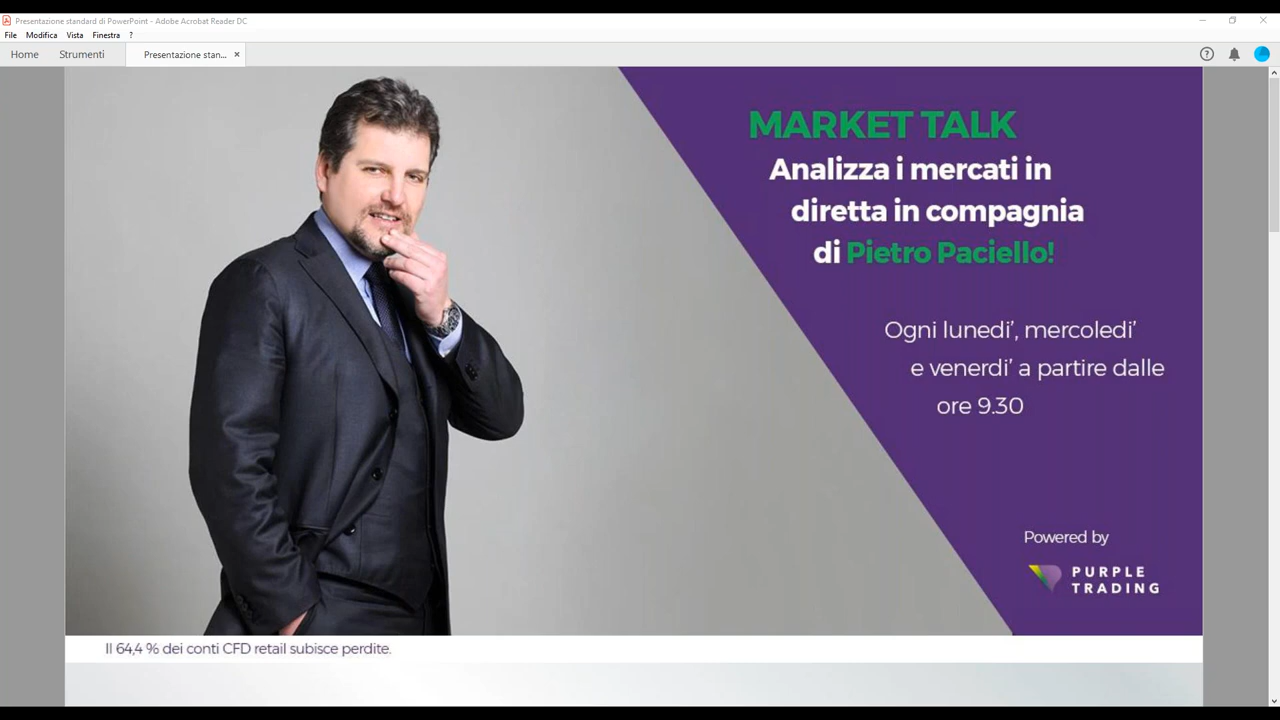 Presentazione standard di PowerPoint - Adobe Acrobat Reader DC
File Modifica Vista Finestra ?
Home Strumenti Presentazione stan... ×
MARKET TALK
Analizza i mercati in
diretta in compagnia
di Pietro Paciello!
Ogni lunedi’, mercoledi’
e venerdi’ a partire dalle
ore 9.30
Powered by
PURPLE
TRADING
Il 64,4 % dei conti CFD retail subisce perdite.